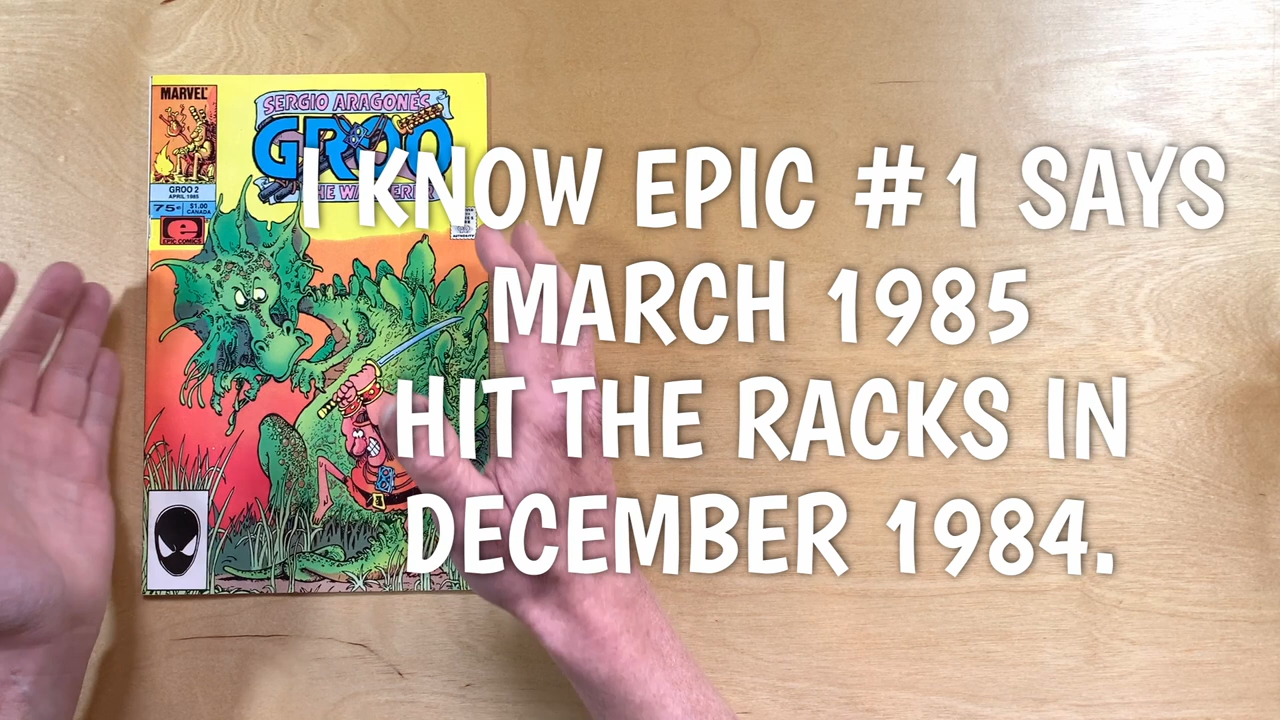 MARVEL
GROO 2
APRIL 1985
75¢ $1.00
CANADA
e
EPIC COMICS
SERGIO ARAGONÉS
GROO
THE WANDERER
I KNOW EPIC #1 SAYS
MARCH 1985
HIT THE RACKS IN
DECEMBER 1984.